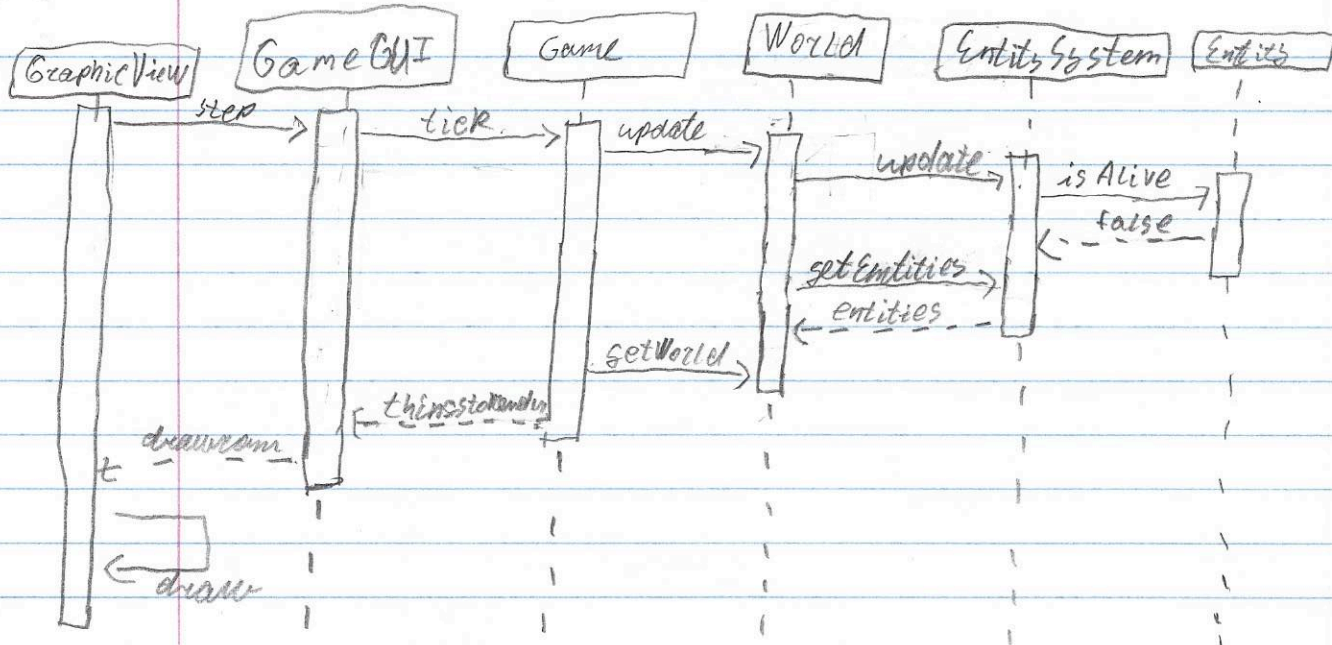 GraphicView
GameGUI
Game
World
EntitySystem
Entity
step
tick
update
update
isAlive
false
getEntities
entities
getWorld
draw